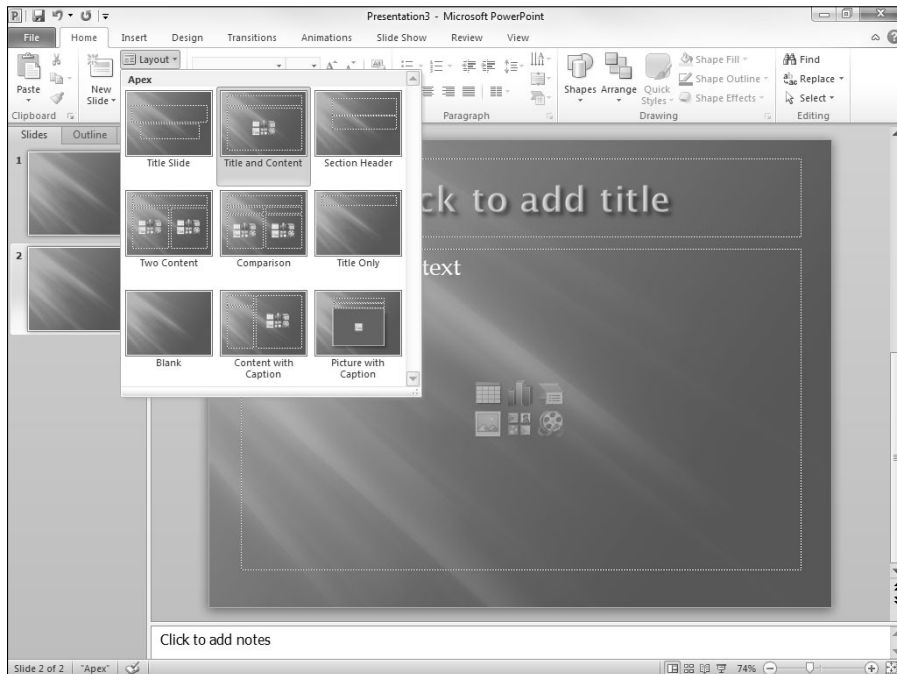 Presentation3 - Microsoft PowerPoint
File Home Insert Design Transitions Animations Slide Show Review View
Paste
New Slide
Layout
Shapes Arrange Quick Styles
Shape Fill
Shape Outline
Shape Effects
Find
Replace
Select
Clipboard Paragraph Drawing Editing
Slides Outline
1
2
Apex
Title Slide Title and Content Section Header
Two Content Comparison Title Only
Blank Content with Caption Picture with Caption
ck to add title
text
Click to add notes
Slide 2 of 2 "Apex" 74%